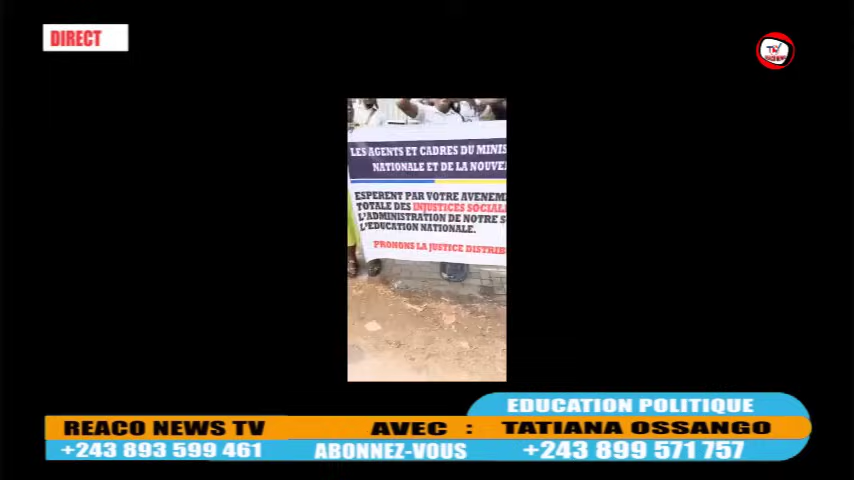 DIRECT
TV
LES AGENTS ET CADRES DU MINIS
NATIONALE ET DE LA NOUVE
ESPERENT PAR VOTRE AVENEM
TOTALE DES INJUSTICES SOCIAL
L'ADMINISTRATION DE NOTRE S
L'EDUCATION NATIONALE.
PRONONS LA JUSTICE DISTRIB
EDUCATION POLITIQUE
REACO NEWS TV AVEC : TATIANA OSSANGO
+243 893 599 461 ABONNEZ-VOUS +243 899 571 757